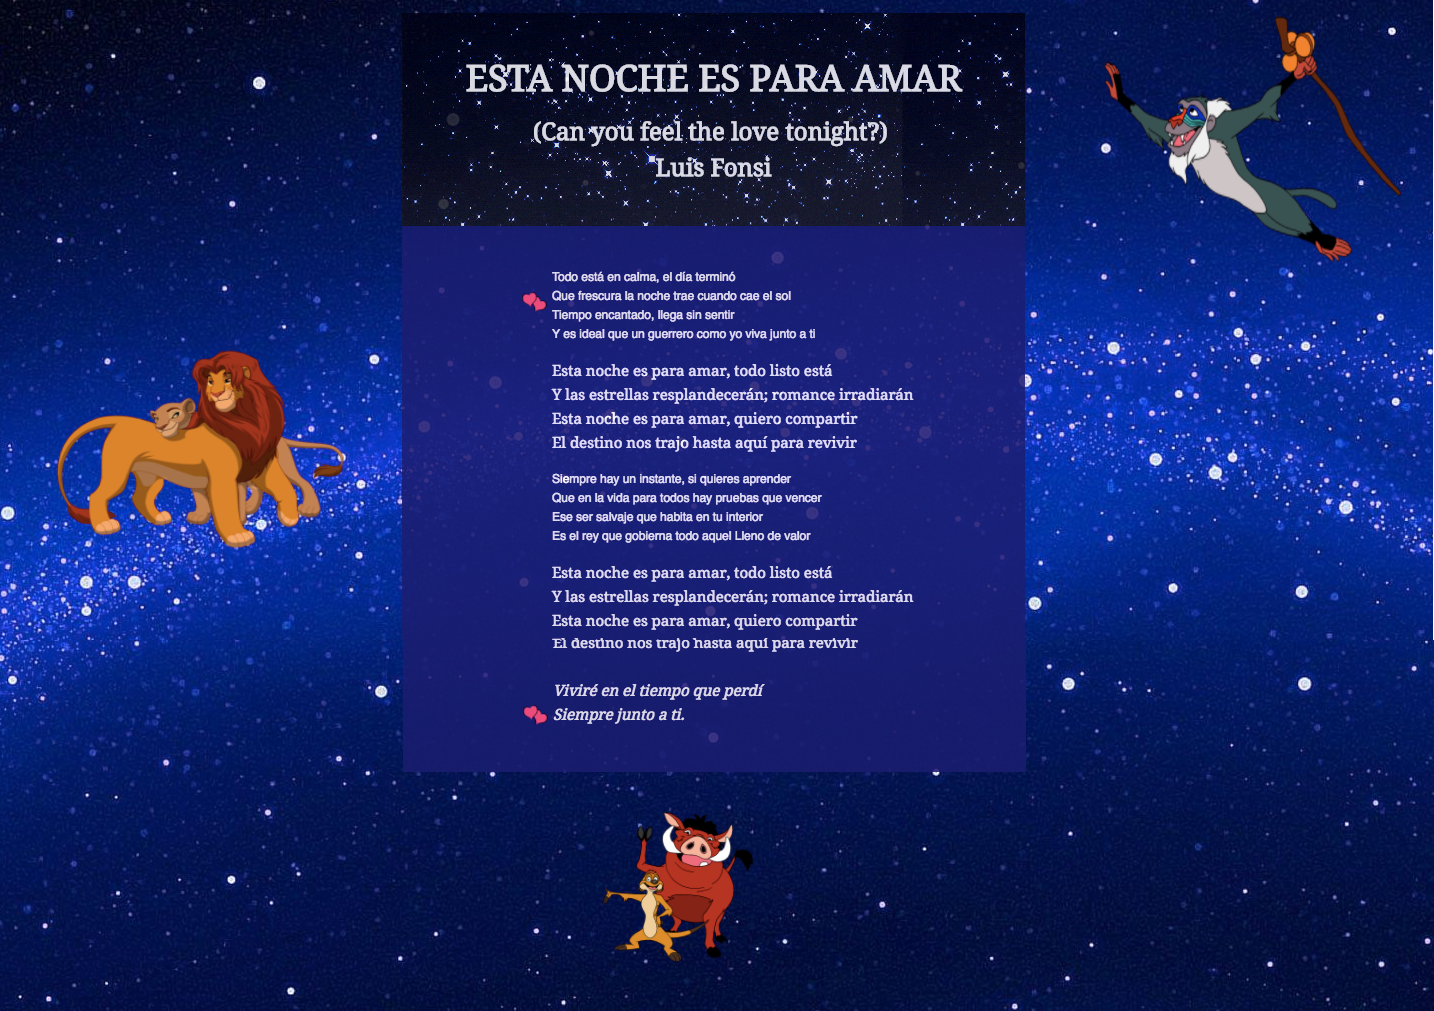 ESTA NOCHE ES PARA AMAR
(Can you feel the love tonight?)
Luis Fonsi
Todo está en calma, el día terminó
Que frescura la noche trae cuando cae el sol
Tiempo encantado, llega sin sentir
Y es ideal que un guerrero como yo viva junto a ti
Esta noche es para amar, todo listo está
Y las estrellas resplandecerán; romance irradiarán
Esta noche es para amar, quiero compartir
El destino nos trajo hasta aquí para revivir
Siempre hay un instante, si quieres aprender
Que en la vida para todos hay pruebas que vencer
Ese ser salvaje que habita en tu interior
Es el rey que gobierna todo aquel Lleno de valor
Esta noche es para amar, todo listo está
Y las estrellas resplandecerán; romance irradiarán
Esta noche es para amar, quiero compartir
El destino nos trajo hasta aquí para revivir
Viviré en el tiempo que perdí
Siempre junto a ti.